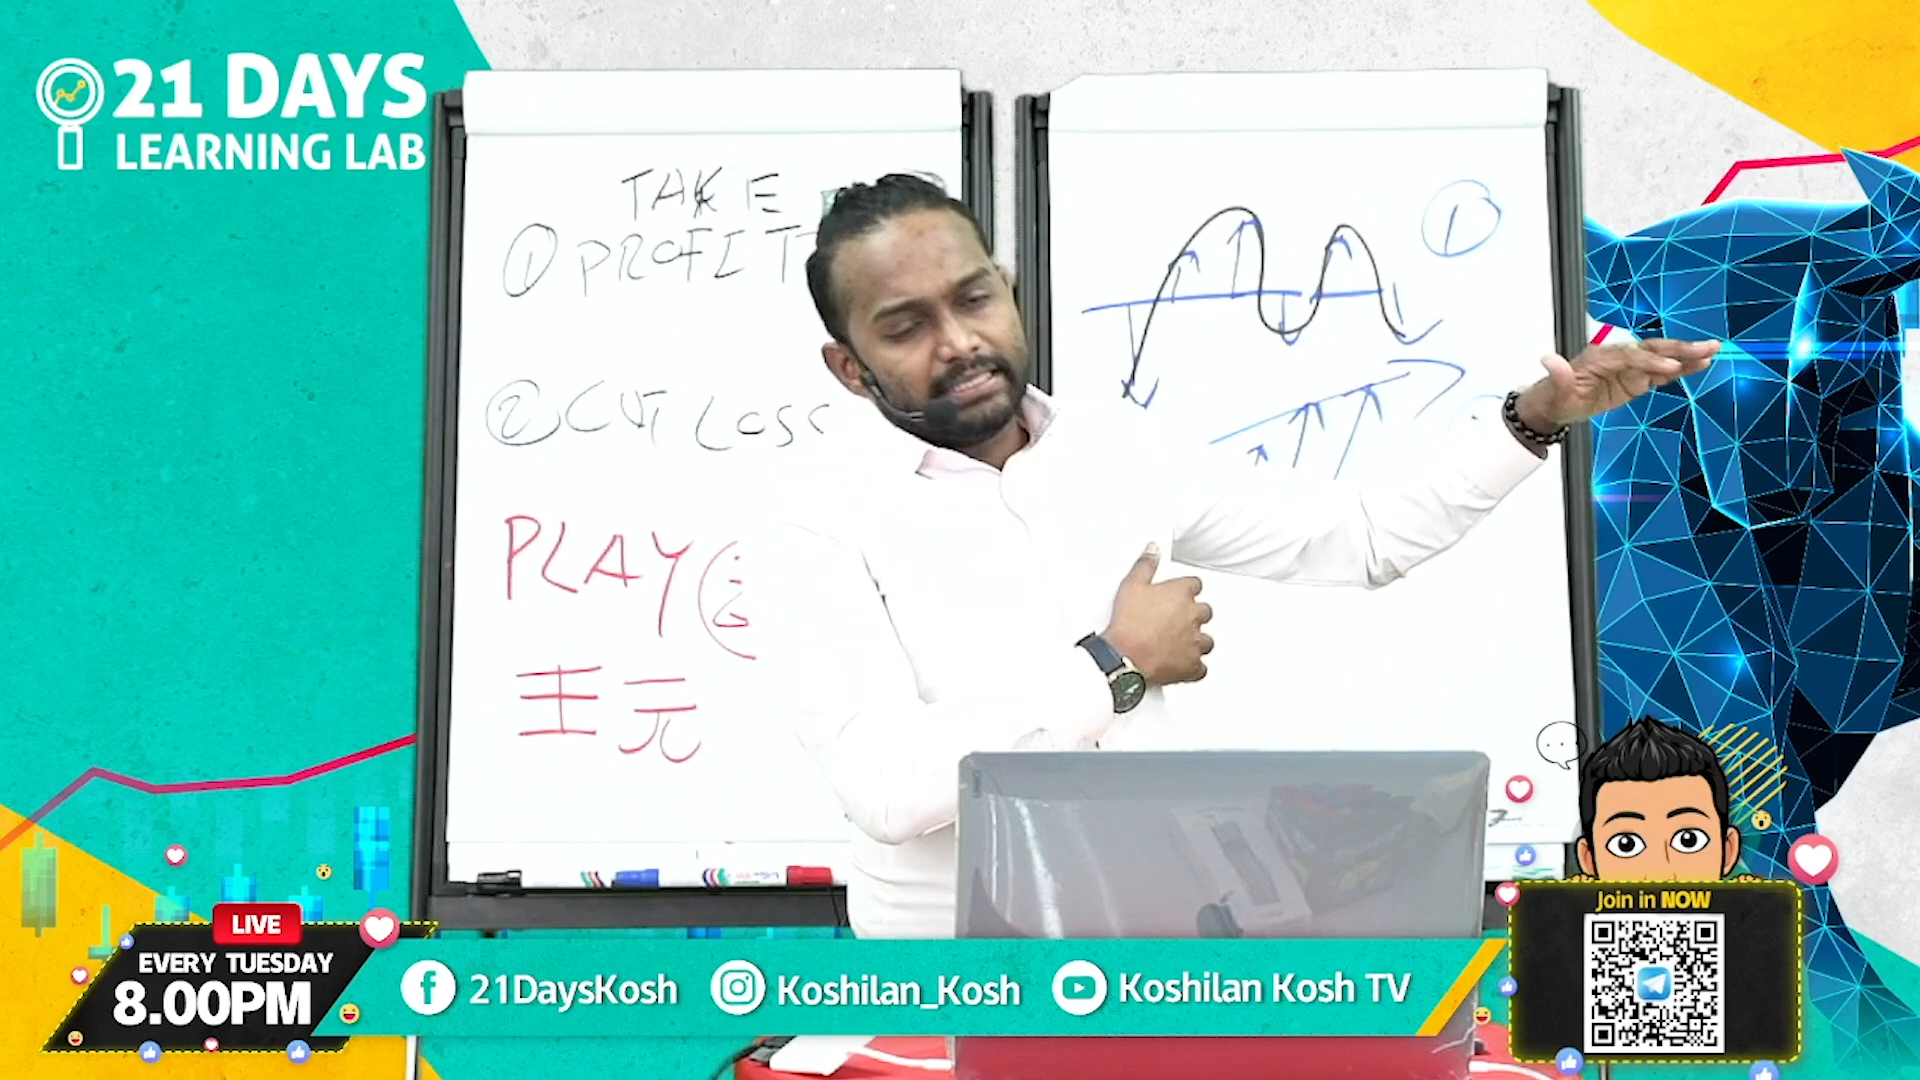 21 DAYS
LEARNING LAB
TAKE
① PROFIT
② CUT LOSS
PLAY
王元
①
LIVE
EVERY TUESDAY
8.00PM
21DaysKosh
Koshilan_Kosh
Koshilan Kosh TV
Join in NOW